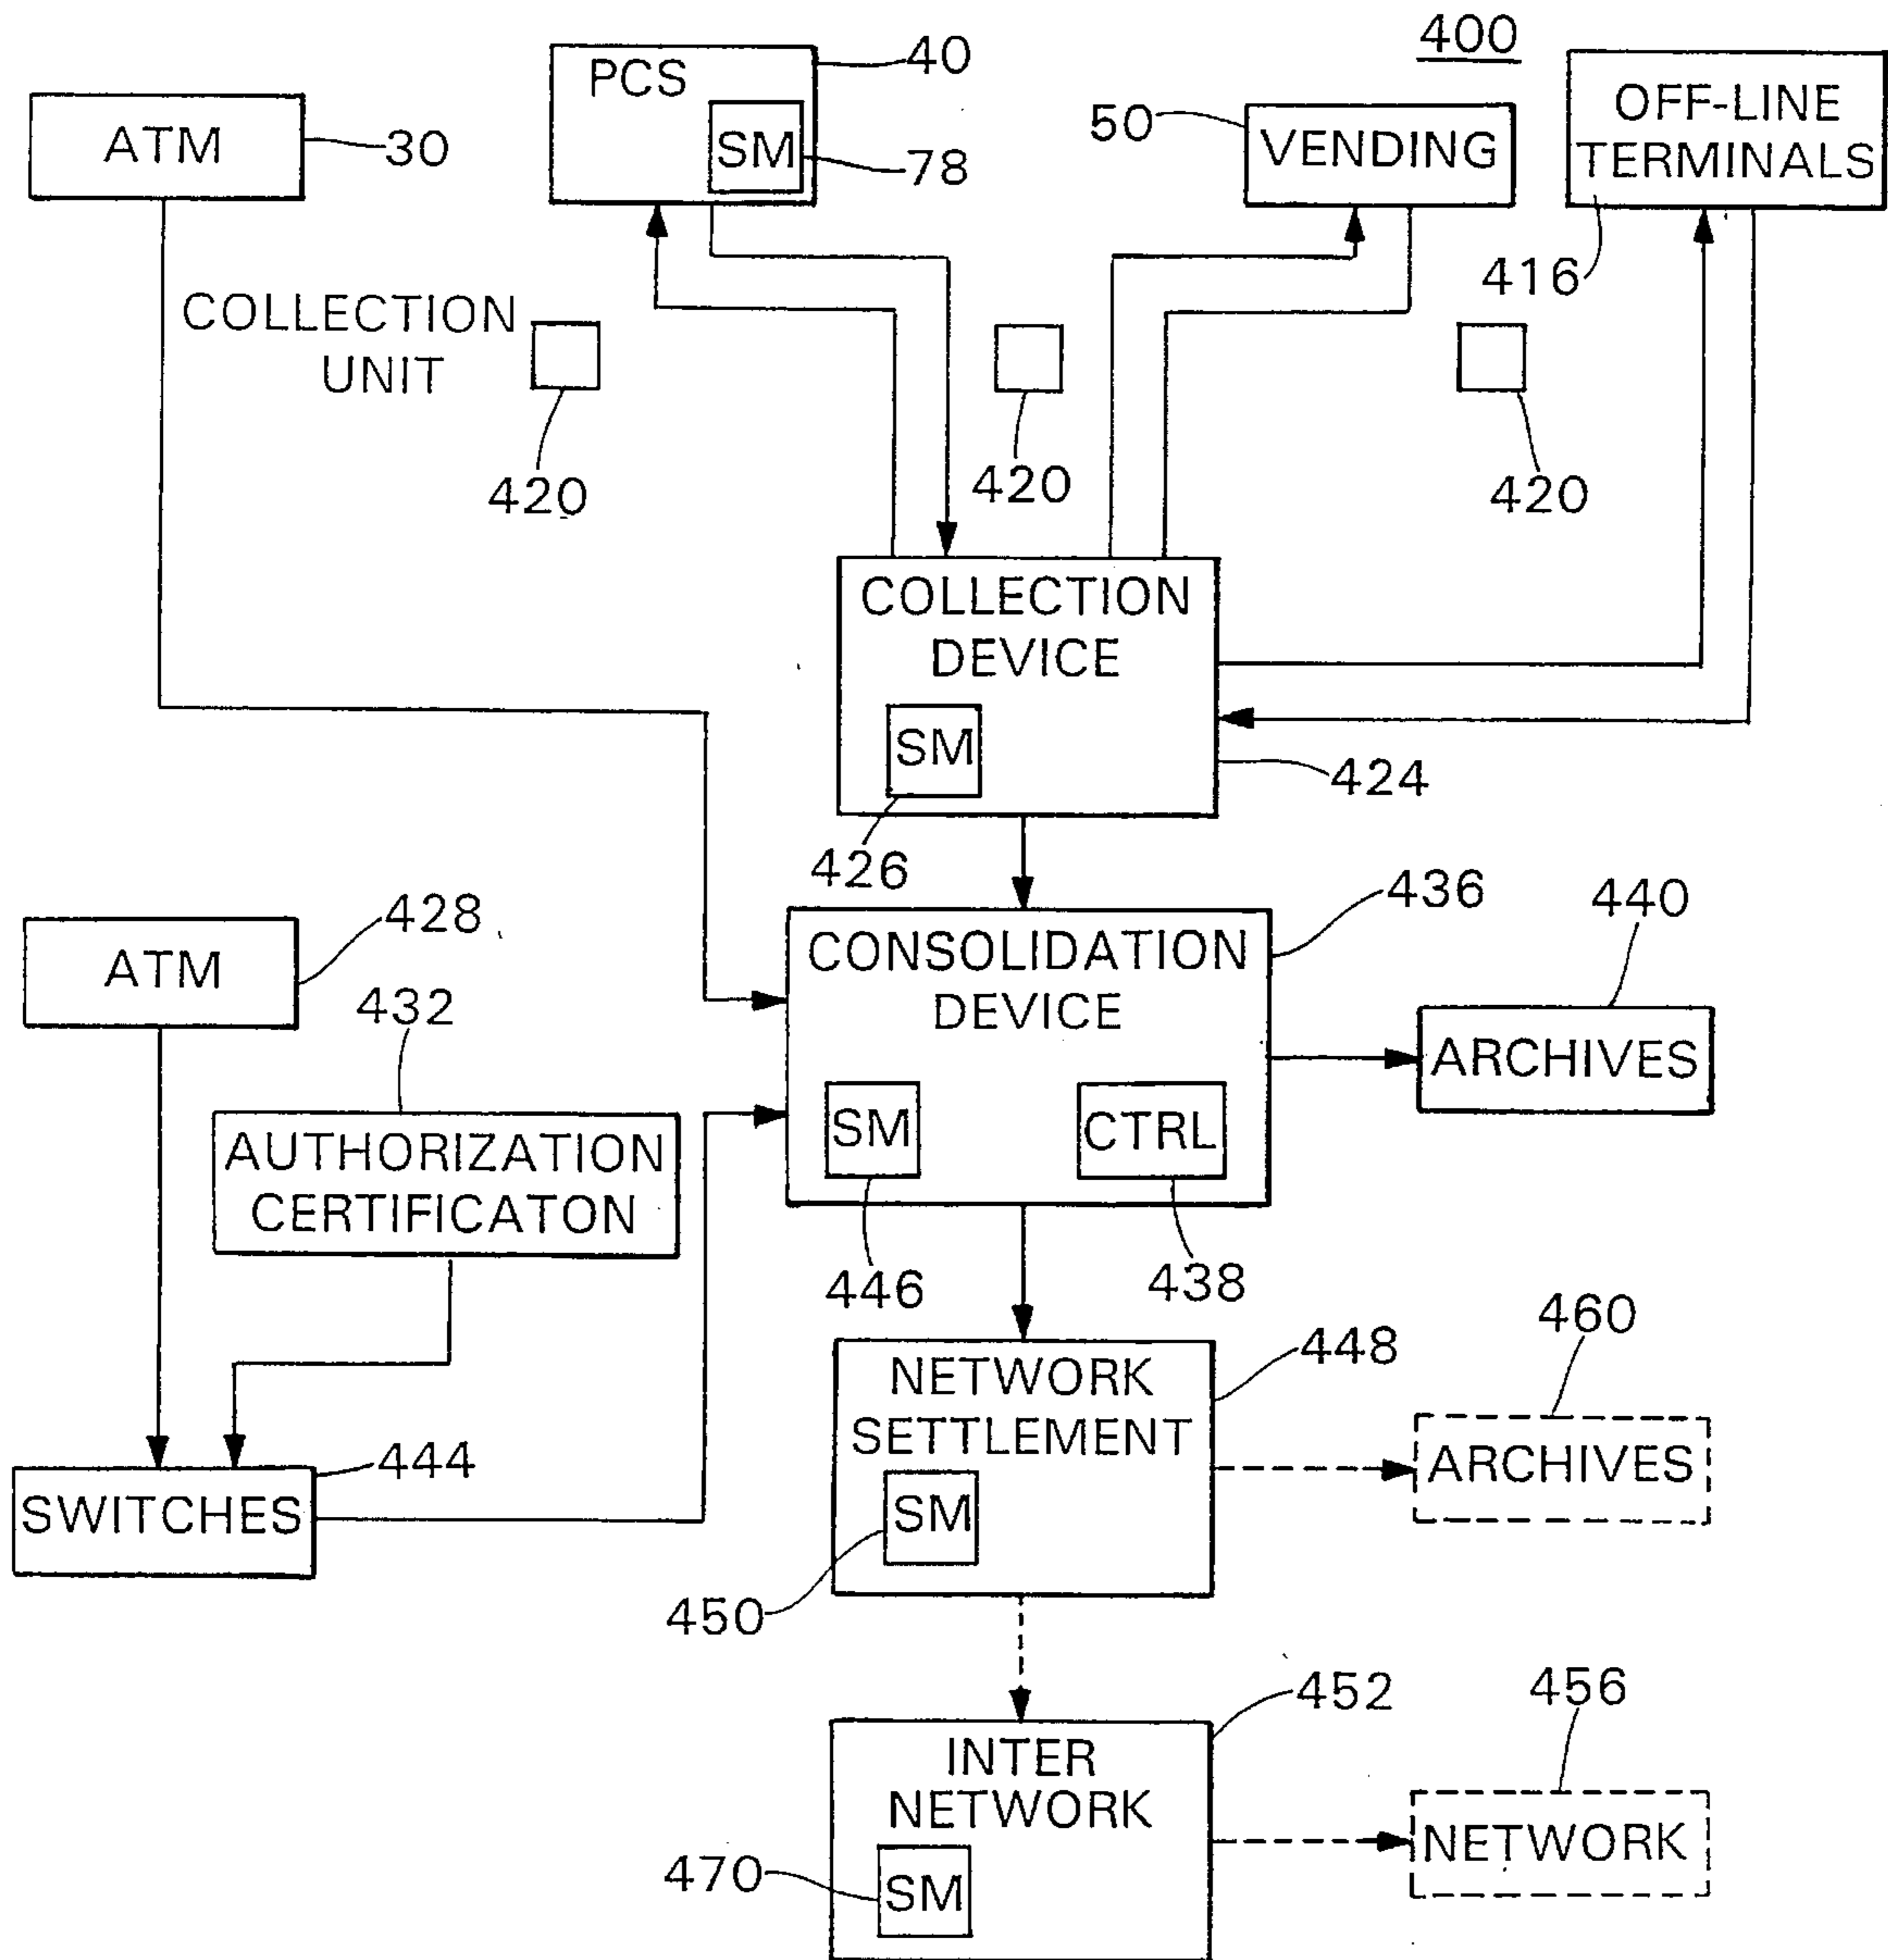 400
PCS
40
OFF-LINE
TERMINALS
ATM
30
SM
78
50
VENDING
416
COLLECTION
UNIT
420
420
420
COLLECTION
DEVICE
SM
424
426
436
440
428
ATM
CONSOLIDATION
DEVICE
432
ARCHIVES
SM
CTRL
AUTHORIZATION
CERTIFICATON
446
438
460
448
NETWORK
SETTLEMENT
444
ARCHIVES
SWITCHES
SM
450
452
456
INTER
NETWORK
NETWORK
470
SM